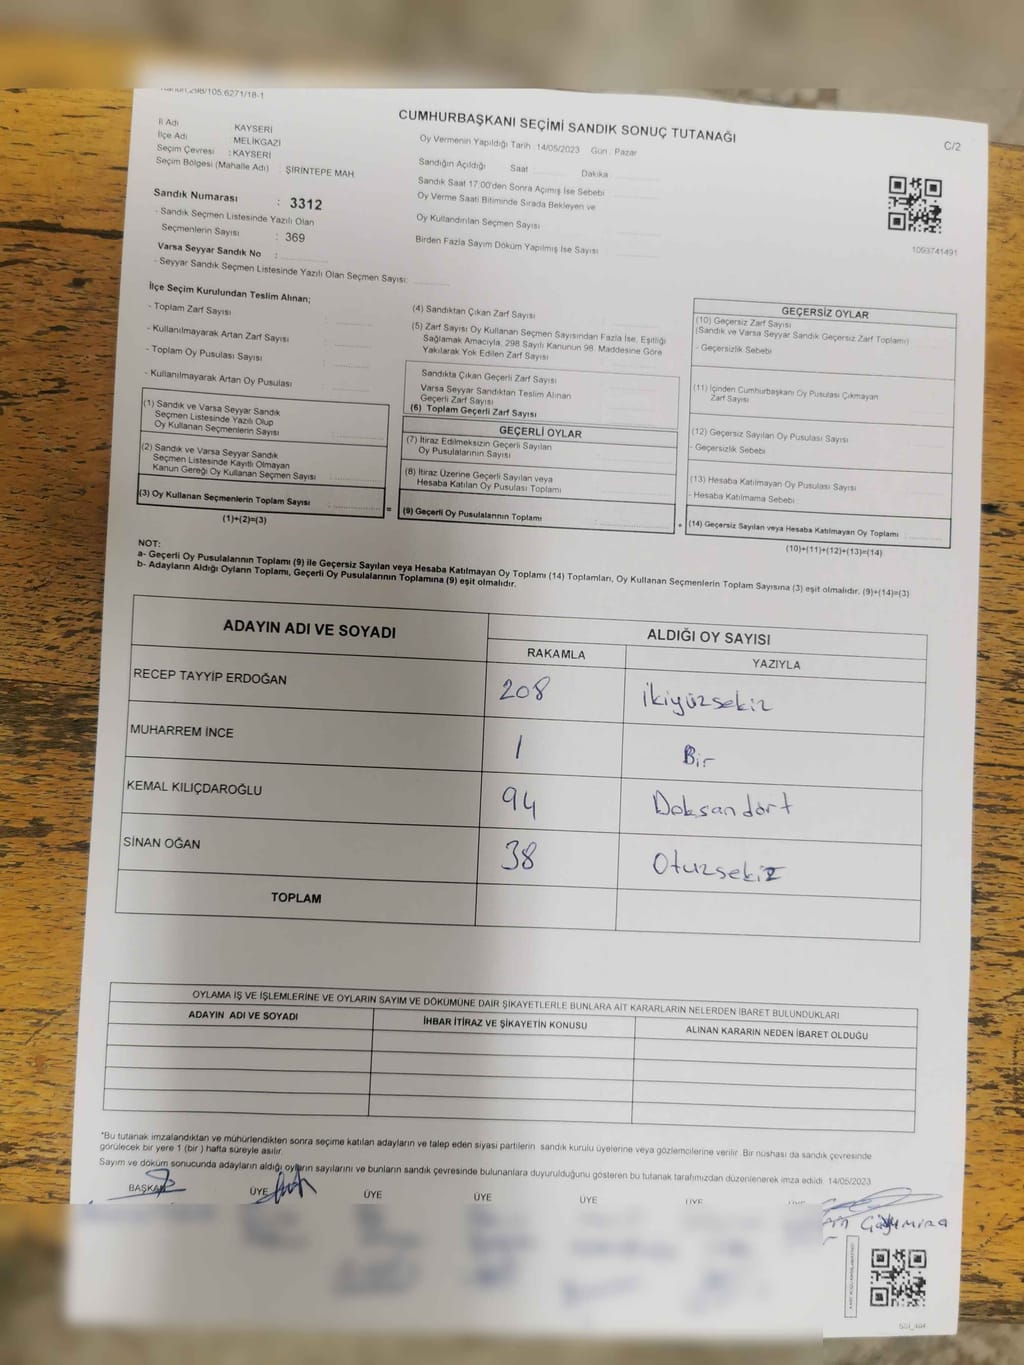 Kanun:298/105,6271/18-1
CUMHURBAŞKANI SEÇİMİ SANDIK SONUÇ TUTANAĞI
C/2
İl Adı KAYSERİ
İlçe Adı MELİKGAZİ
Seçim Çevresi : KAYSERİ
Seçim Bölgesi (Mahalle Adı) : ŞİRİNTEPE MAH.
Sandık Numarası : 3312
- Sandık Seçmen Listesinde Yazılı Olan
Seçmenlerin Sayısı : 369
Varsa Seyyar Sandık No :
- Seyyar Sandık Seçmen Listesinde Yazılı Olan Seçmen Sayısı:
Oy Vermenin Yapıldığı Tarih : 14/05/2023 Gün : Pazar
Sandığın Açıldığı Saat Dakika
Sandık Saat 17.00'den Sonra Açımış İse Sebebi
Oy Verme Saati Bitiminde Sırada Bekleyen ve
Oy Kullandırılan Seçmen Sayısı
Birden Fazla Sayım Döküm Yapılmış İse Sayısı
1093741491
İlçe Seçim Kurulundan Teslim Alınan;
- Toplam Zarf Sayısı :
- Kullanılmayarak Artan Zarf Sayısı :
- Toplam Oy Pusulası Sayısı :
- Kullanılmayarak Artan Oy Pusulası :
(1) Sandık ve Varsa Seyyar Sandık
Seçmen Listesinde Yazılı Olup
Oy Kullanan Seçmenlerin Sayısı :
(2) Sandık ve Varsa Seyyar Sandık
Seçmen Listesinde Kayıtlı Olmayan
Kanun Gereği Oy Kullanan Seçmen Sayısı :
(3) Oy Kullanan Seçmenlerin Toplam Sayısı :
(1)+(2)=(3)
=
(4) Sandıktan Çıkan Zarf Sayısı
(5) Zarf Sayısı Oy Kullanan Seçmen Sayısından Fazla İse, Eşitliği
Sağlamak Amacıyla, 298 Sayılı Kanunun 98. Maddesine Göre
Yakılarak Yok Edilen Zarf Sayısı
Sandıkta Çıkan Geçerli Zarf Sayısı
Varsa Seyyar Sandıktan Teslim Alınan
Geçerli Zarf Sayısı
(6) Toplam Geçerli Zarf Sayısı
GEÇERLİ OYLAR
(7) İtiraz Edilmeksizin Geçerli Sayılan
Oy Pusulalarının Sayısı
(8) İtiraz Üzerine Geçerli Sayılan veya
Hesaba Katılan Oy Pusulası Toplamı
(9) Geçerli Oy Pusulalarının Toplamı :
+
GEÇERSİZ OYLAR
(10) Geçersiz Zarf Sayısı
(Sandık ve Varsa Seyyar Sandık Geçersiz Zarf Toplamı)
- Geçersizlik Sebebi
(11) İçinden Cumhurbaşkanı Oy Pusulası Çıkmayan
Zarf Sayısı
(12) Geçersiz Sayılan Oy Pusulası Sayısı
- Geçersizlik Sebebi
(13) Hesaba Katılmayan Oy Pusulası Sayısı
- Hesaba Katılmama Sebebi
(14) Geçersiz Sayılan veya Hesaba Katılmayan Oy Toplamı :
(10)+(11)+(12)+(13)=(14)
NOT:
a- Geçerli Oy Pusulalarının Toplamı (9) ile Geçersiz Sayılan veya Hesaba Katılmayan Oy Toplamı (14) Toplamları, Oy Kullanan Seçmenlerin Toplam Sayısına (3) eşit olmalıdır. (9)+(14)=(3)
b- Adayların Aldığı Oyların Toplamı, Geçerli Oy Pusulalarının Toplamına (9) eşit olmalıdır.
ADAYIN ADI VE SOYADI ALDIĞI OY SAYISI
RAKAMLA YAZIYLA
RECEP TAYYİP ERDOĞAN 208 İkiyüzsekiz
MUHARREM İNCE 1 Bir
KEMAL KILIÇDAROĞLU 94 Doksandört
SİNAN OĞAN 38 Otuzsekiz
TOPLAM
OYLAMA İŞ VE İŞLEMLERİNE VE OYLARIN SAYIM VE DÖKÜMÜNE DAİR ŞİKAYETLERLE BUNLARA AİT KARARLARIN NELERDEN İBARET BULUNDUKLARI
ADAYIN ADI VE SOYADI İHBAR İTİRAZ VE ŞİKAYETİN KONUSU ALINAN KARARIN NEDEN İBARET OLDUĞU
*Bu tutanak imzalandıktan ve mühürlendikten sonra seçime katılan adayların ve talep eden siyasi partilerin sandık kurulu üyelerine veya gözlemcilerine verilir. Bir nüshası da sandık çevresinde
görülecek bir yere 1 (bir) hafta süreyle asılır.
Sayım ve döküm sonucunda adayların aldığı oyların sayılarını ve bunların sandık çevresinde bulunanlara duyurulduğunu gösteren bu tutanak tarafımızdan düzenlenerek imza edildi. 14/05/2023
BAŞKAN ÜYE ÜYE ÜYE ÜYE ÜYE